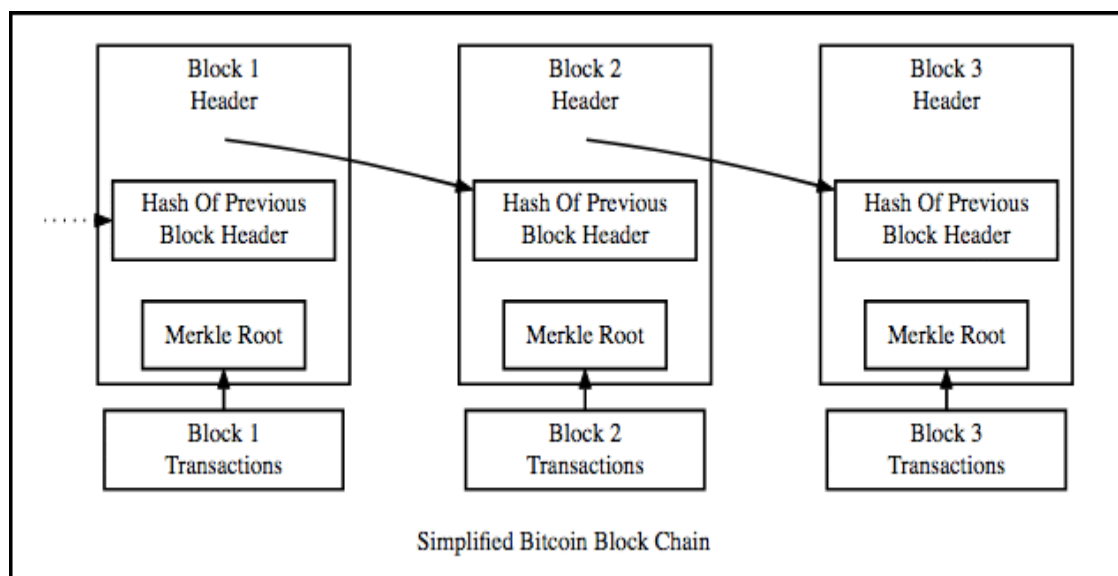 Block 1
Header
Block 2
Header
Block 3
Header
Hash Of Previous
Block Header
Hash Of Previous
Block Header
Hash Of Previous
Block Header
Merkle Root
Merkle Root
Merkle Root
Block 1
Transactions
Block 2
Transactions
Block 3
Transactions
Simplified Bitcoin Block Chain